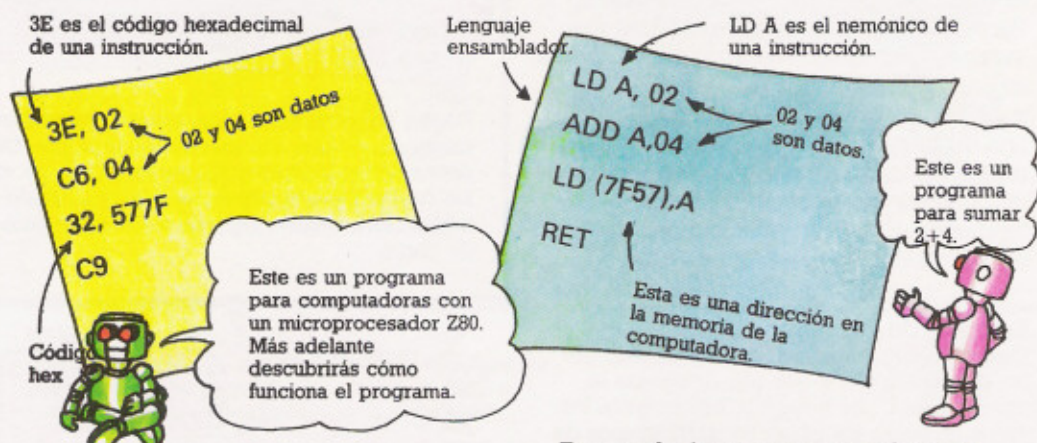 3E es el código hexadecimal
de una instrucción.
3E, 02
C6, 04
32, 577F
C9
02 y 04 son datos
Código
hex
Este es un programa
para computadoras con
un microprocesador Z80.
Más adelante
descubrirás cómo
funciona el programa.
Lenguaje
ensamblador.
LD A es el nemónico de
una instrucción.
LD A, 02
ADD A,04
LD (7F57),A
RET
02 y 04
son datos.
Esta es una dirección en
la memoria de la
computadora.
Este es un
programa
para sumar
2+4.